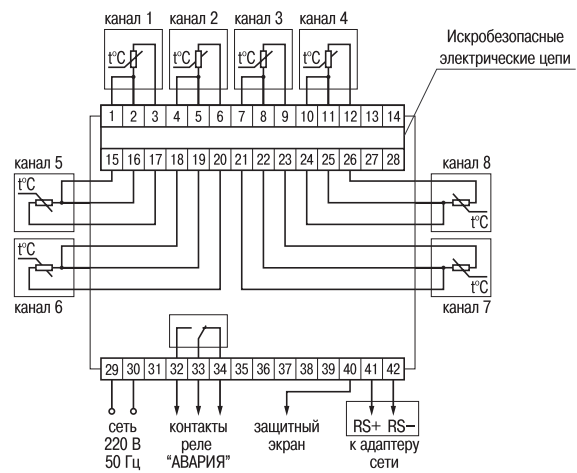 канал 1 канал 2 канал 3 канал 4
t°C t°C t°C t°C
Искробезопасные
электрические цепи
1 2 3 4 5 6 7 8 9 10 11 12 13 14
15 16 17 18 19 20 21 22 23 24 25 26 27 28
канал 5
t°C
канал 8
t°C
t°C
канал 6
t°C
канал 7
29 30 31 32 33 34 35 36 37 38 39 40 41 42
сеть
220 В
50 Гц
контакты
реле
“АВАРИЯ”
защитный
экран
RS+ RS–
к адаптеру
сети